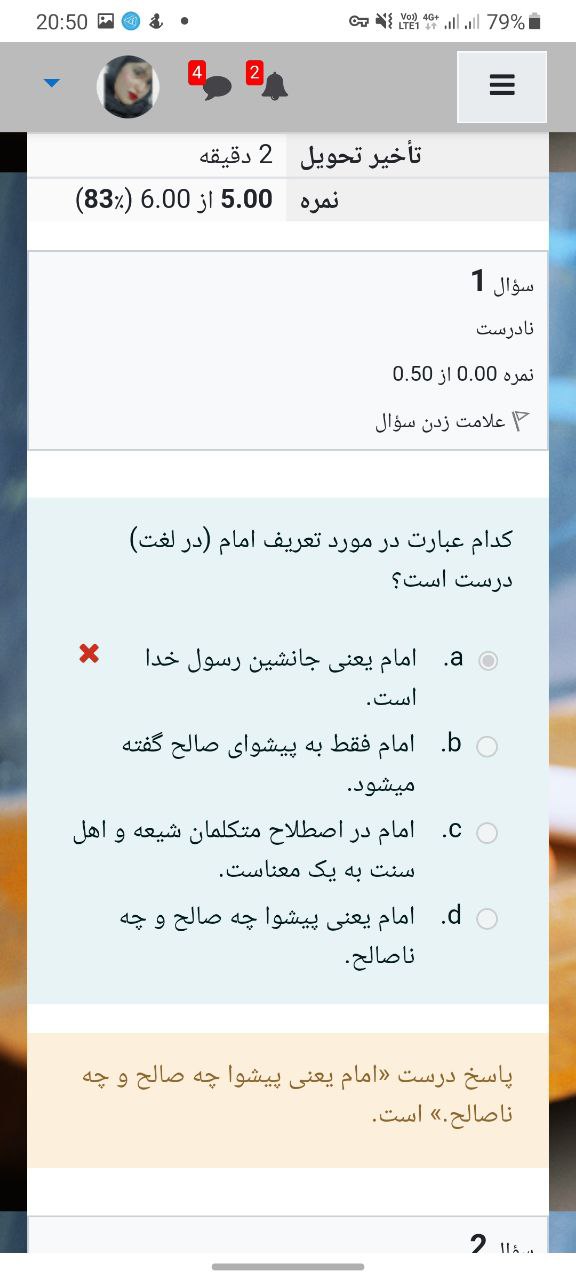 20:50 Vo)) LTE1 4G+ 79%
4 2
تأخیر تحویل 2 دقیقه
نمره 5.00 از 6.00 (83٪)
سؤال 1
نادرست
نمره 0.00 از 0.50
علامت زدن سؤال
کدام عبارت در مورد تعریف امام (در لغت)
درست است؟
a. امام یعنی جانشین رسول خدا
است.
b. امام فقط به پیشوای صالح گفته
میشود.
c. امام در اصطلاح متکلمان شیعه و اهل
سنت به یک معناست.
d. امام یعنی پیشوا چه صالح و چه
ناصالح.
پاسخ درست «امام یعنی پیشوا چه صالح و چه
ناصالح.» است.
سؤال 2